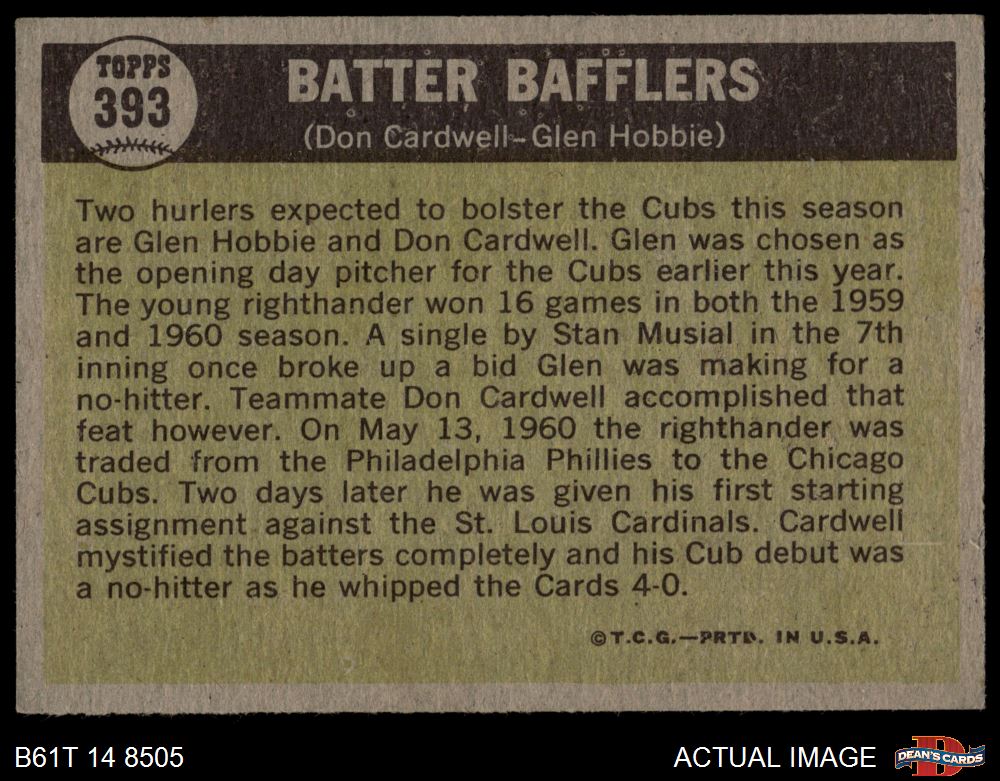 TOPPS
393
BATTER BAFFLERS
(Don Cardwell–Glen Hobbie)
Two hurlers expected to bolster the Cubs this season
are Glen Hobbie and Don Cardwell. Glen was chosen as
the opening day pitcher for the Cubs earlier this year.
The young righthander won 16 games in both the 1959
and 1960 season. A single by Stan Musial in the 7th
inning once broke up a bid Glen was making for a
no-hitter. Teammate Don Cardwell accomplished that
feat however. On May 13, 1960 the righthander was
traded from the Philadelphia Phillies to the Chicago
Cubs. Two days later he was given his first starting
assignment against the St. Louis Cardinals. Cardwell
mystified the batters completely and his Cub debut was
a no-hitter as he whipped the Cards 4-0.
©T.C.G.—PRTD. IN U.S.A.
B61T 14 8505
ACTUAL IMAGE
D
DEAN'S CARDS